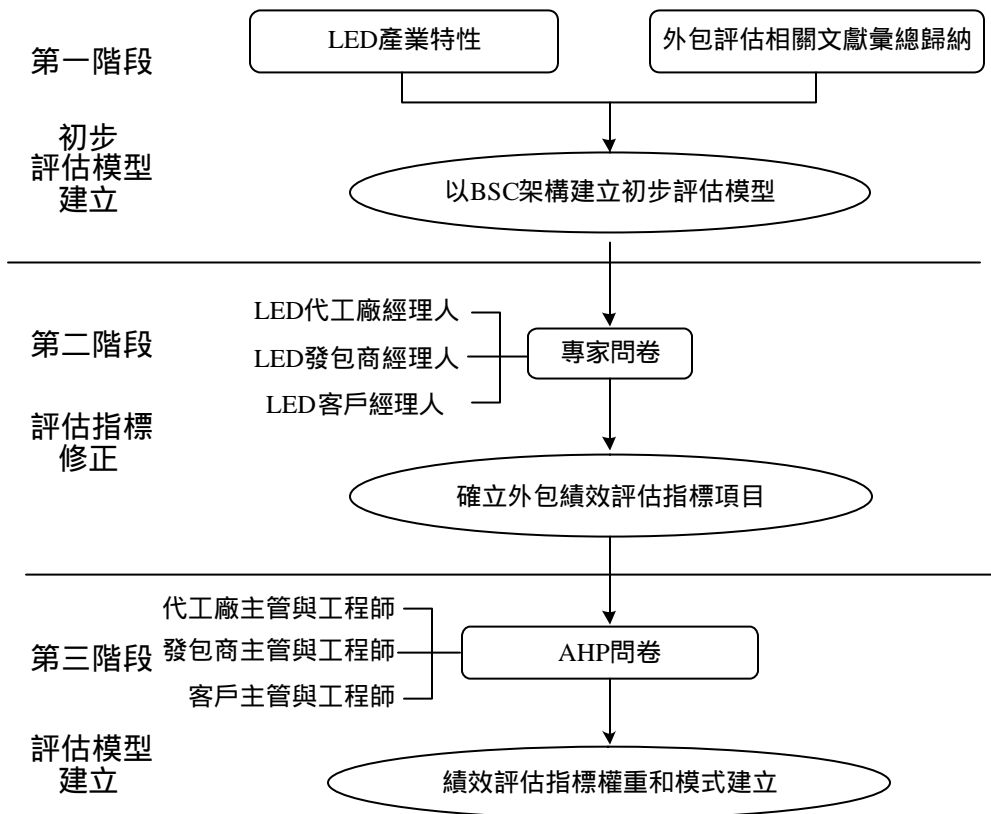 第一階段
LED產業特性
外包評估相關文獻彙總歸納
初步
評估模型
建立
以BSC架構建立初步評估模型
第二階段
LED代工廠經理人
LED發包商經理人
LED客戶經理人
專家問卷
評估指標
修正
確立外包績效評估指標項目
第三階段
代工廠主管與工程師
發包商主管與工程師
客戶主管與工程師
AHP問卷
評估模型
建立
績效評估指標權重和模式建立